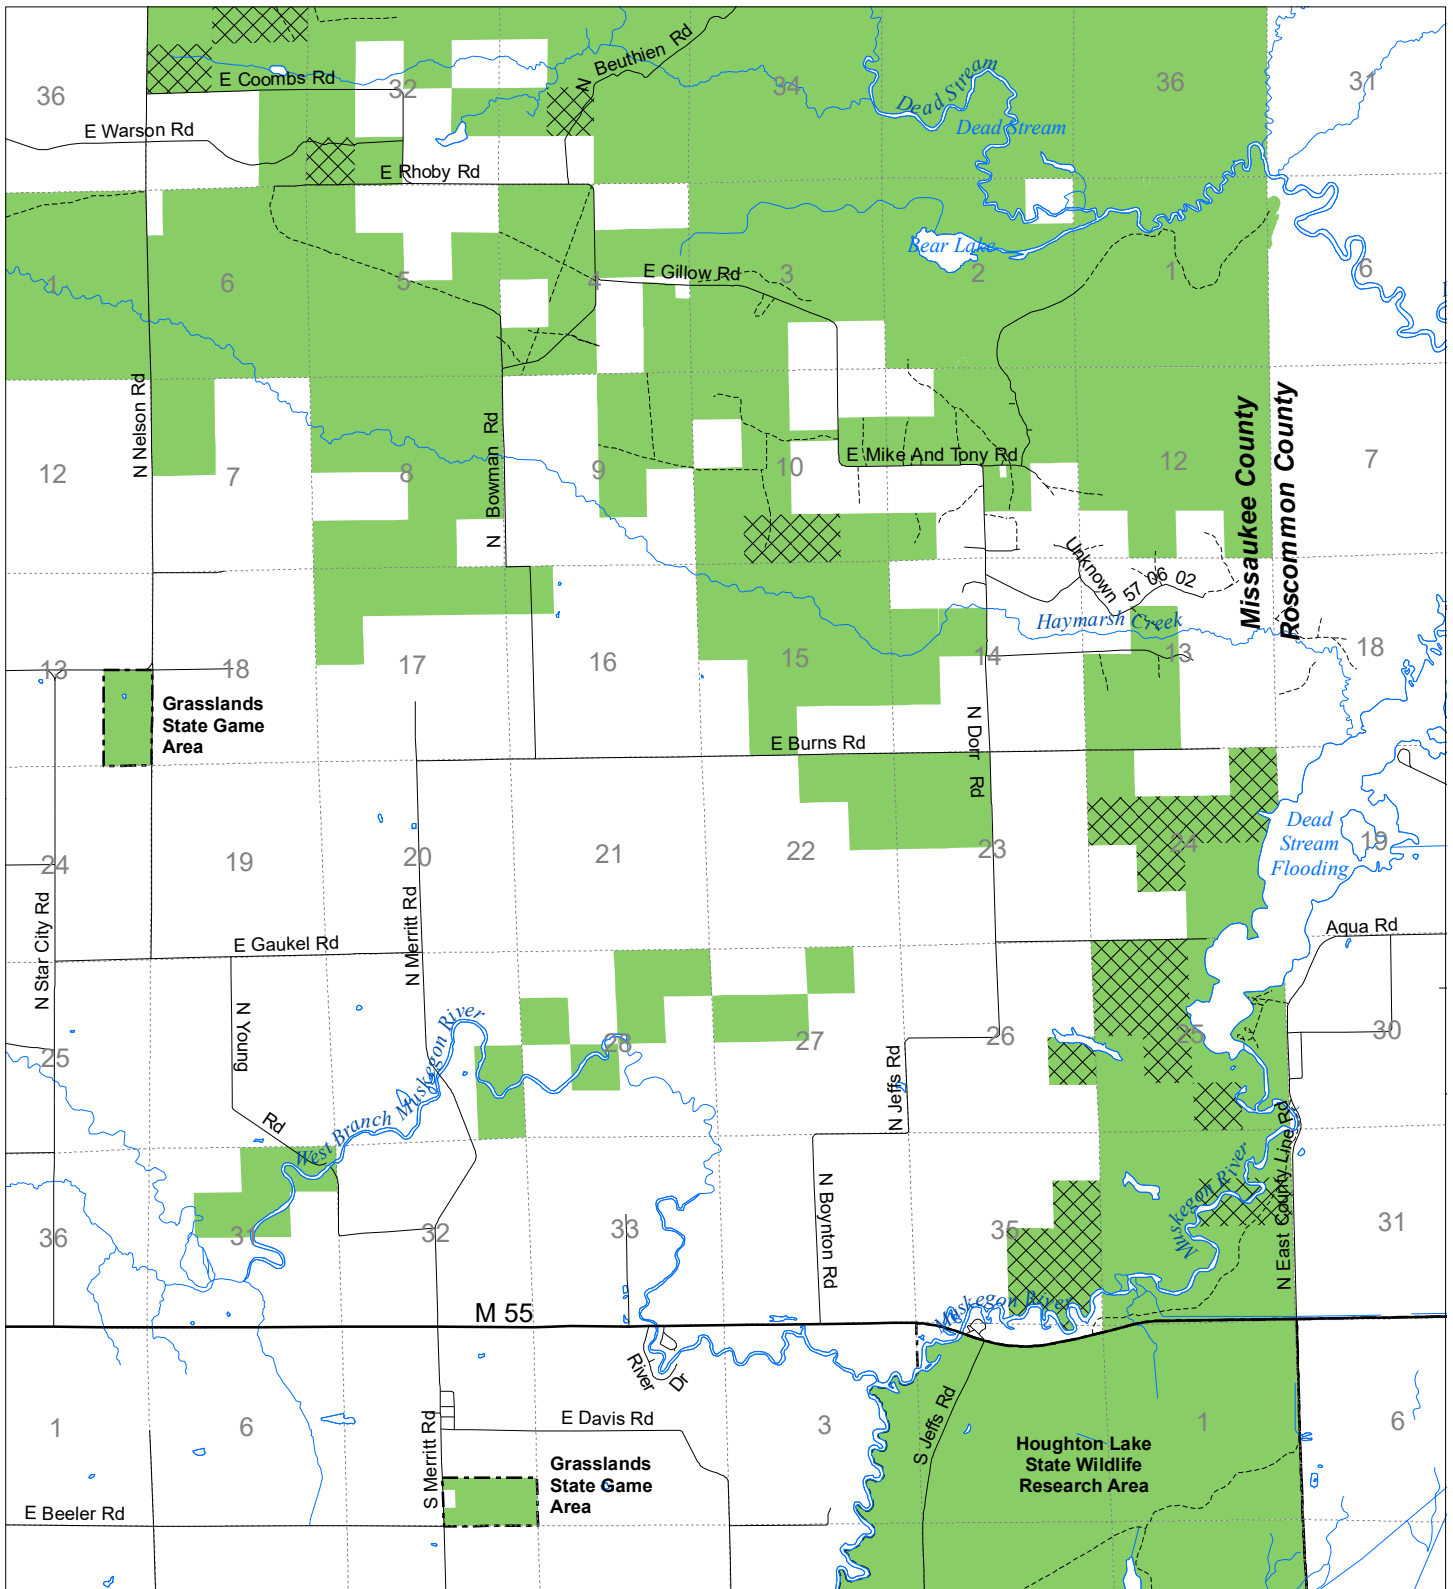 36
E Coombs Rd
32
N Beuthien Rd
34
Dead Stream
Dead Stream
36
31
E Warson Rd
E Rhoby Rd
1
6
5
4
E Gillow Rd
3
Bear Lake
2
1
6
N Nelson Rd
N Bowman Rd
12
7
8
9
10
E Mike And Tony Rd
12
7
Missaukee County
Roscommon County
Unknown 57 06 02
Haymarsh Creek
13
18
17
16
15
14
13
18
Grasslands
State Game
Area
E Burns Rd
N Dorr Rd
24
19
20
21
22
23
24
Dead
Stream
Flooding
19
N Star City Rd
E Gaukel Rd
N Merritt Rd
Aqua Rd
25
N Young Rd
West Branch Muskegon River
28
27
N Jeffs Rd
26
25
30
N East County Line Rd
36
31
32
33
N Boynton Rd
35
Muskegon River
31
M 55
Muskegon River
River Dr
1
6
S Merritt Rd
E Davis Rd
3
S Jeffs Rd
Houghton Lake
State Wildlife
Research Area
1
6
Grasslands
State Game
Area
E Beeler Rd